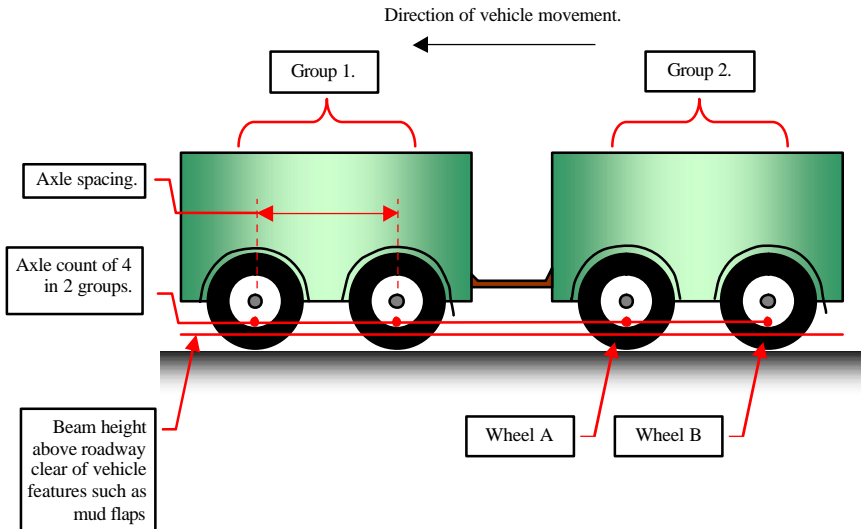 Direction of vehicle movement.
Group 1.
Group 2.
Axle spacing.
Axle count of 4
in 2 groups.
Beam height
above roadway
clear of vehicle
features such as
mud flaps
Wheel A
Wheel B